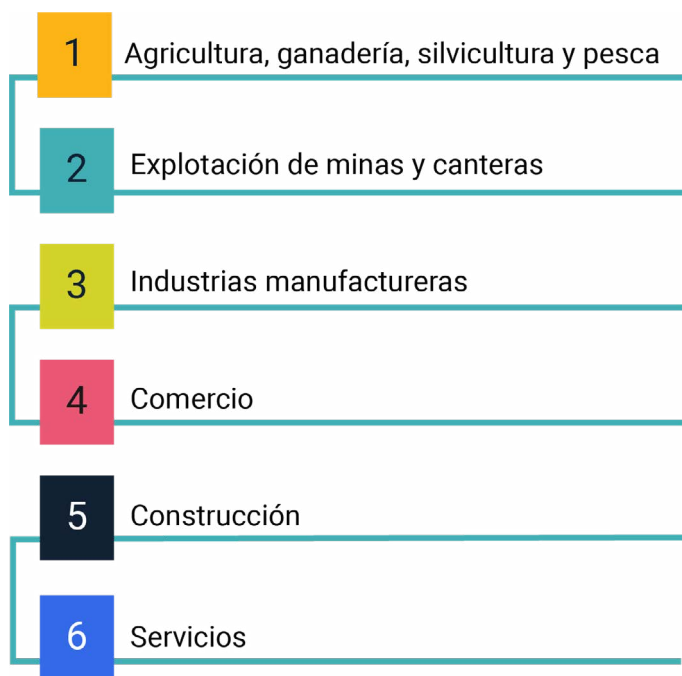 1 Agricultura, ganadería, silvicultura y pesca
2 Explotación de minas y canteras
3 Industrias manufactureras
4 Comercio
5 Construcción
6 Servicios